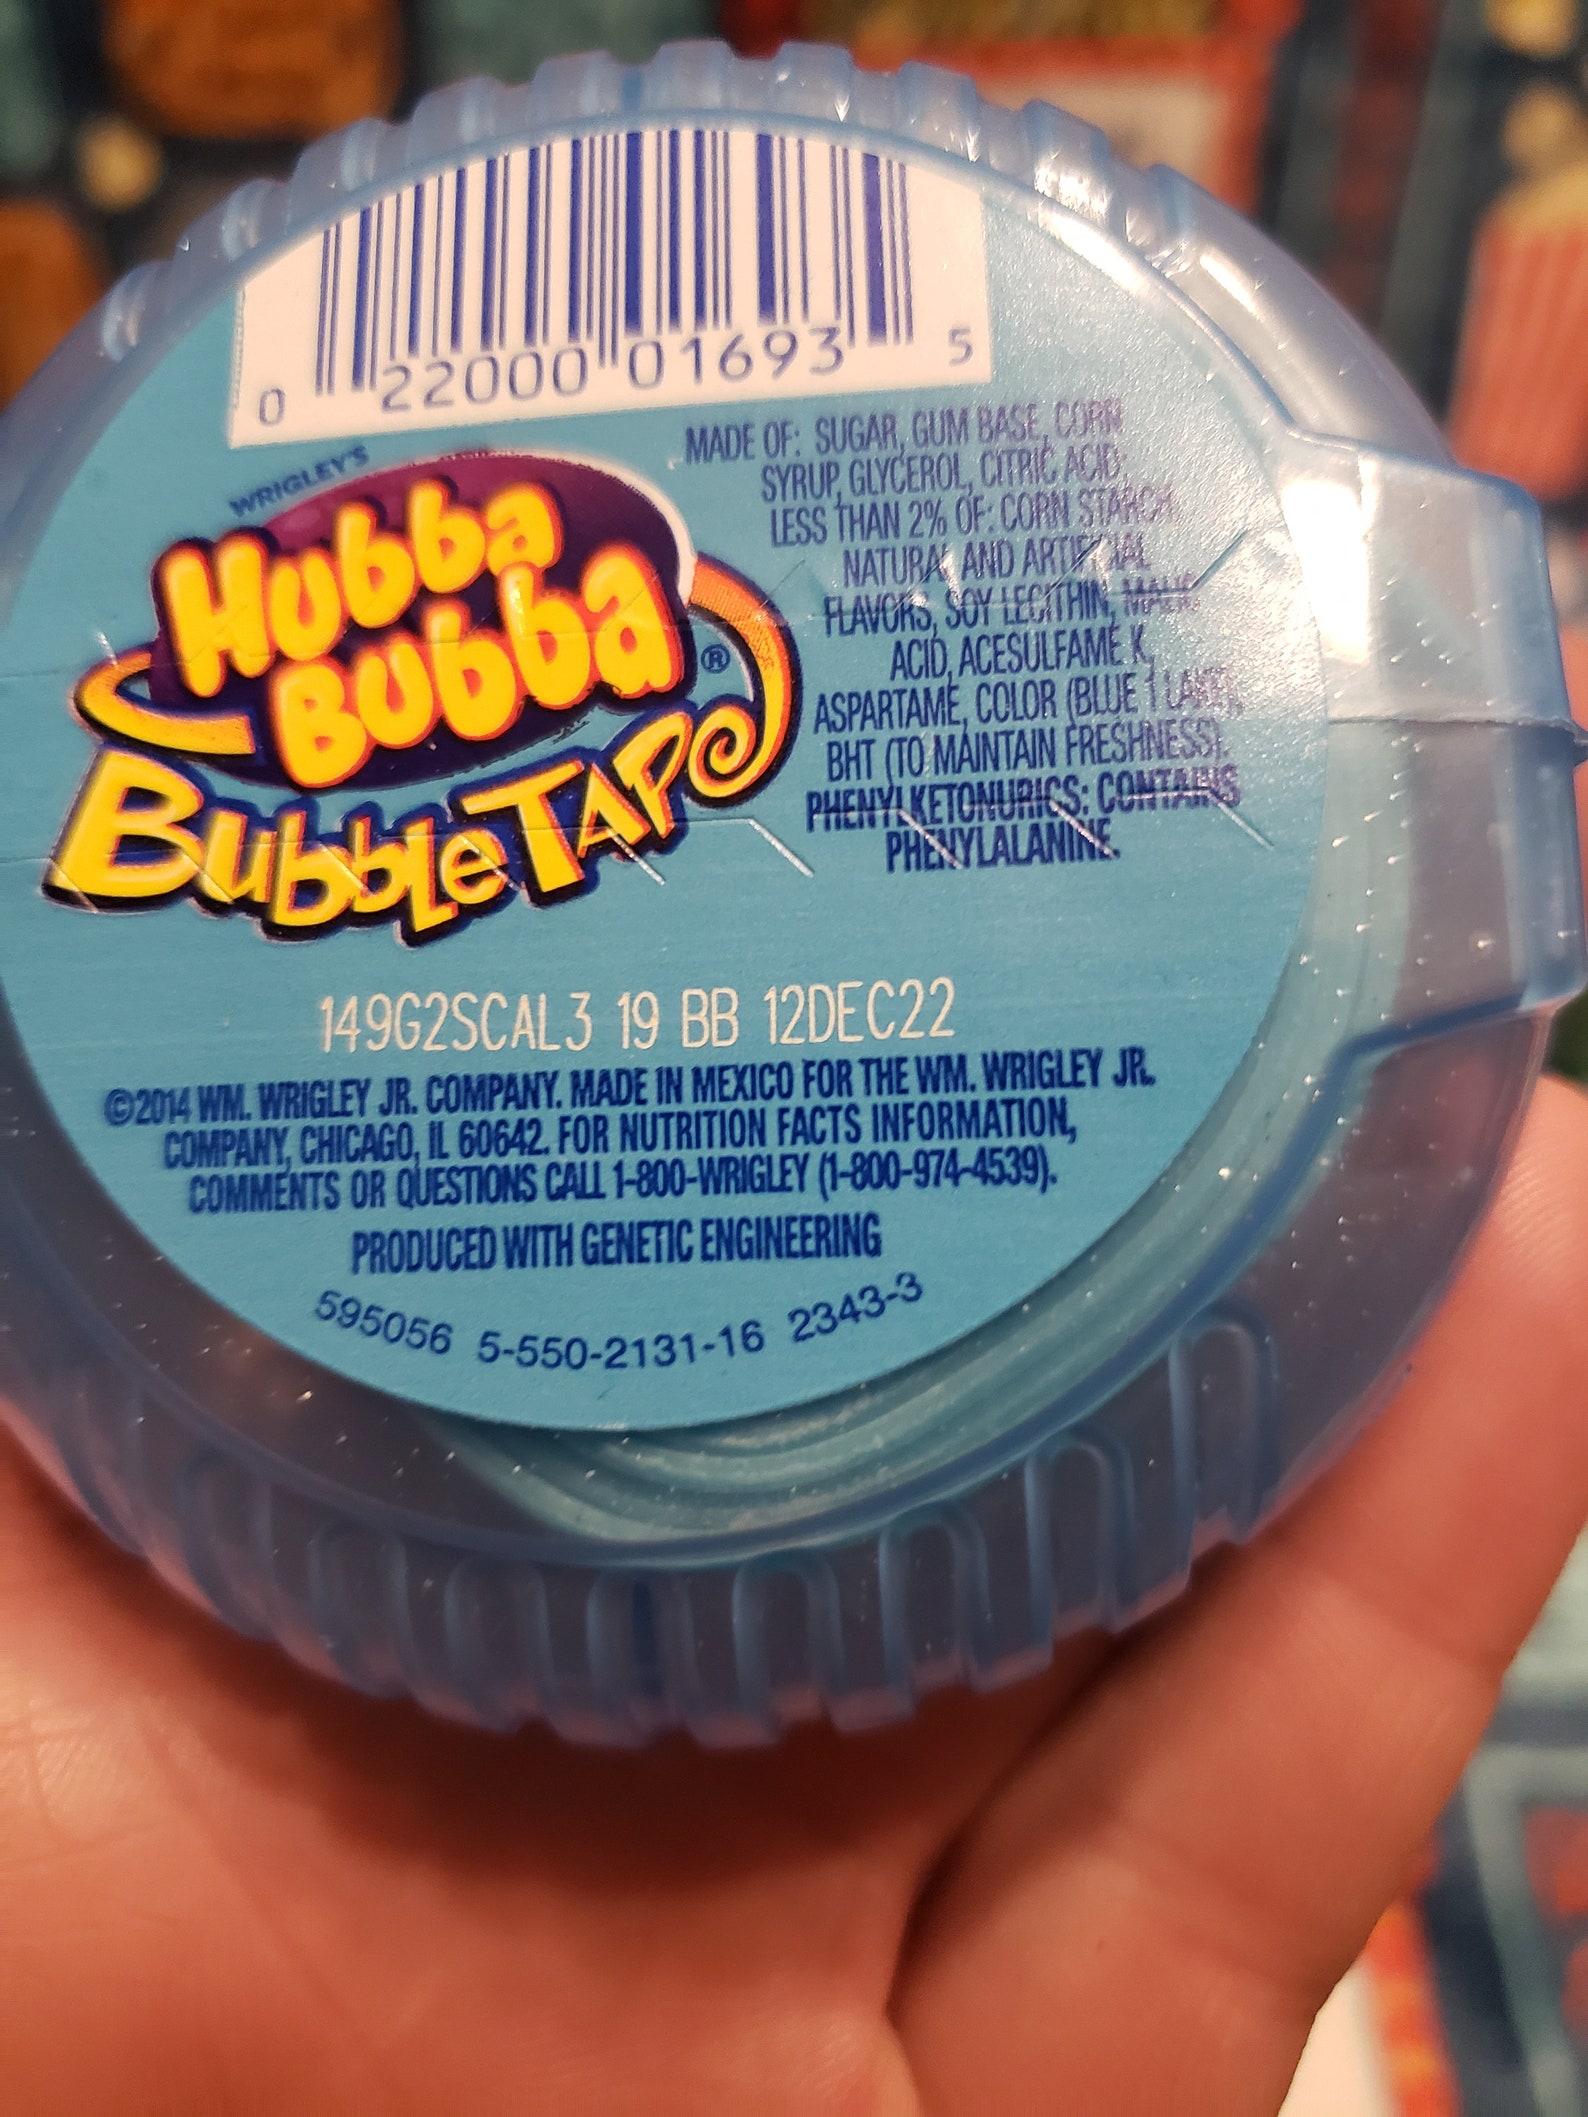 0 22000 01693 5
MADE OF: SUGAR, GUM BASE, CORN
SYRUP, GLYCEROL, CITRIC ACID;
LESS THAN 2% OF: CORN STARCH,
NATURAL AND ARTIFICIAL
FLAVORS, SOY LECITHIN, MALIC
ACID, ACESULFAME K,
ASPARTAME, COLOR (BLUE 1 LAKE),
BHT (TO MAINTAIN FRESHNESS).
PHENYLKETONURICS: CONTAINS
PHENYLALANINE.
WRIGLEY'S
Hubba
Bubba®
BubbleTAPe
149G2SCAL3 19 BB 12DEC22
©2014 WM. WRIGLEY JR. COMPANY. MADE IN MEXICO FOR THE WM. WRIGLEY JR.
COMPANY, CHICAGO, IL 60642. FOR NUTRITION FACTS INFORMATION,
COMMENTS OR QUESTIONS CALL 1-800-WRIGLEY (1-800-974-4539).
PRODUCED WITH GENETIC ENGINEERING
595056 5-550-2131-16 2343-3